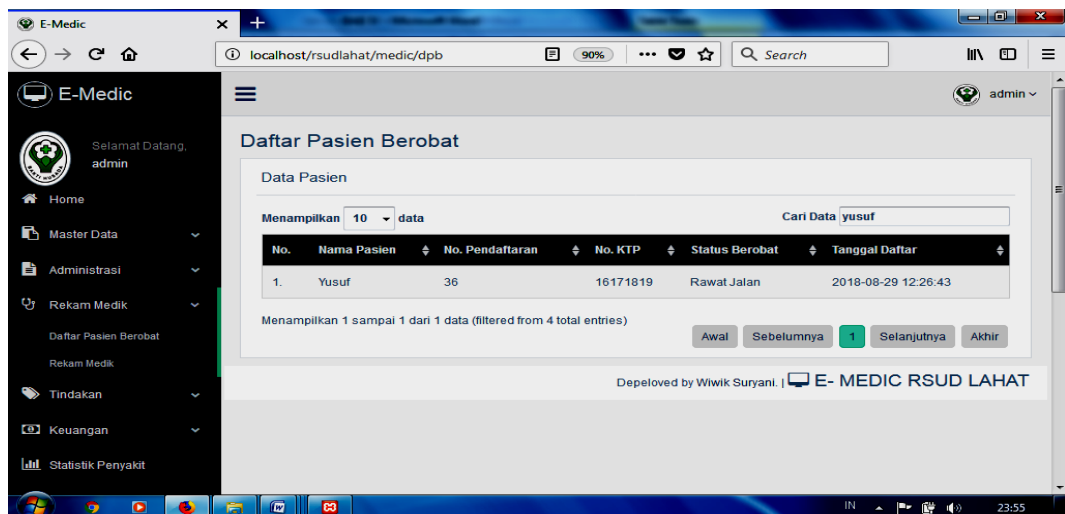 E-Medic
localhost/rsudlahat/medic/dpb
90%
Search
E-Medic
admin
Selamat Datang,
admin
Home
Master Data
Administrasi
Rekam Medik
Daftar Pasien Berobat
Rekam Medik
Tindakan
Keuangan
Statistik Penyakit
Daftar Pasien Berobat
Data Pasien
Menampilkan 10 data
Cari Data yusuf
No. Nama Pasien No. Pendaftaran No. KTP Status Berobat Tanggal Daftar
1. Yusuf 36 16171819 Rawat Jalan 2018-08-29 12:26:43
Menampilkan 1 sampai 1 dari 1 data (filtered from 4 total entries)
Awal Sebelumnya 1 Selanjutnya Akhir
Depeloved by Wiwik Suryani. | E- MEDIC RSUD LAHAT
IN
23:55